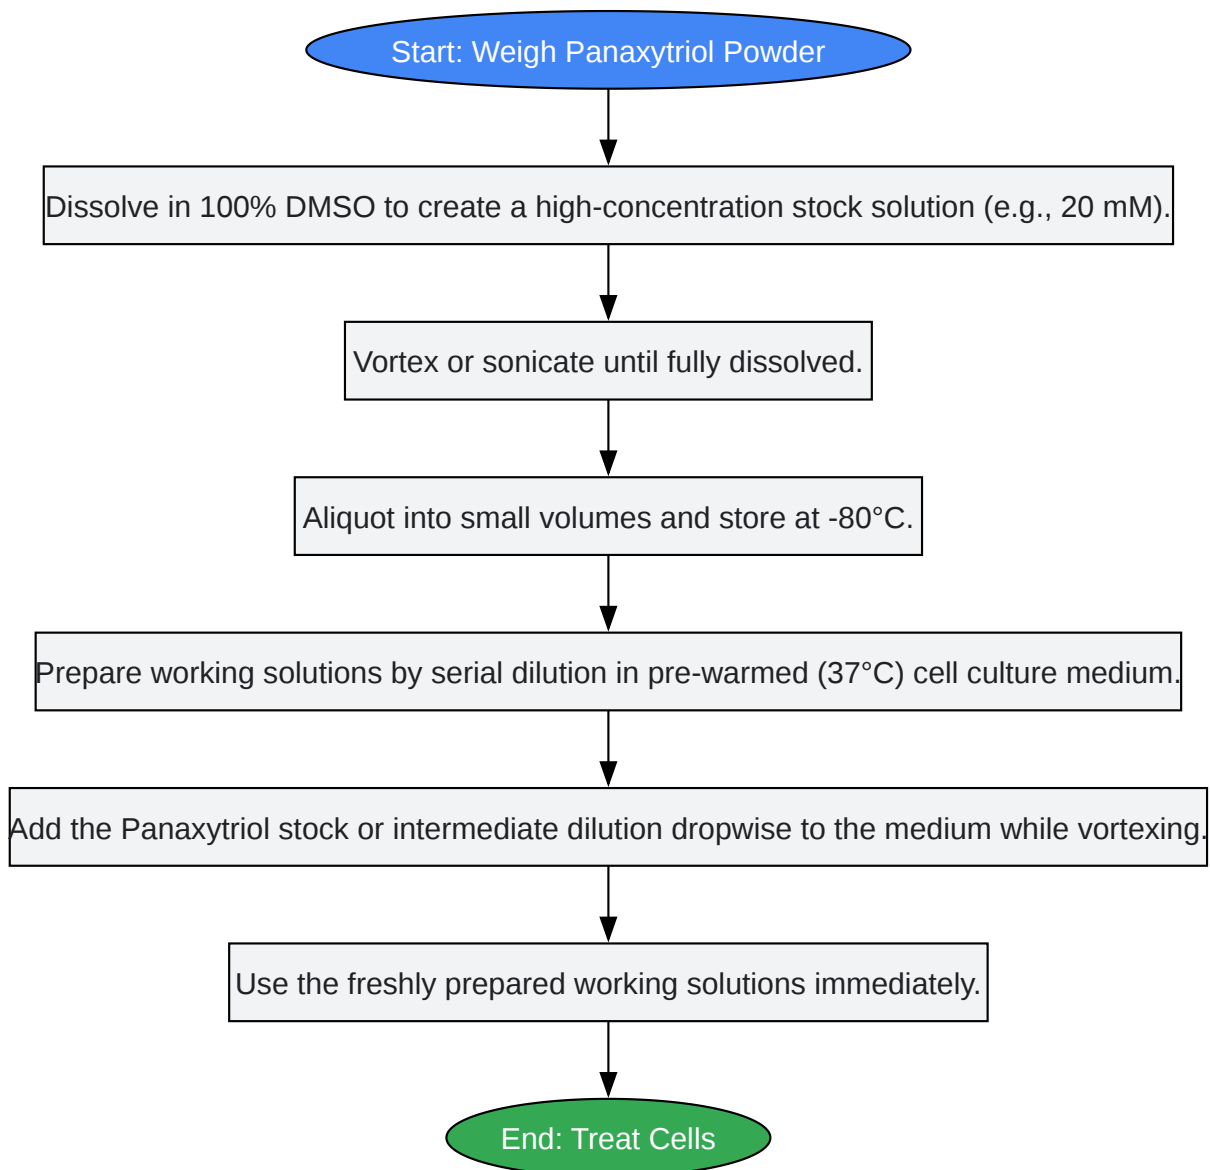 Start: Weigh Panaxytriol Powder
Dissolve in 100% DMSO to create a high-concentration stock solution (e.g., 20 mM).
Vortex or sonicate until fully dissolved.
Aliquot into small volumes and store at -80°C.
Prepare working solutions by serial dilution in pre-warmed (37°C) cell culture medium.
Add the Panaxytriol stock or intermediate dilution dropwise to the medium while vortexing.
Use the freshly prepared working solutions immediately.
End: Treat Cells